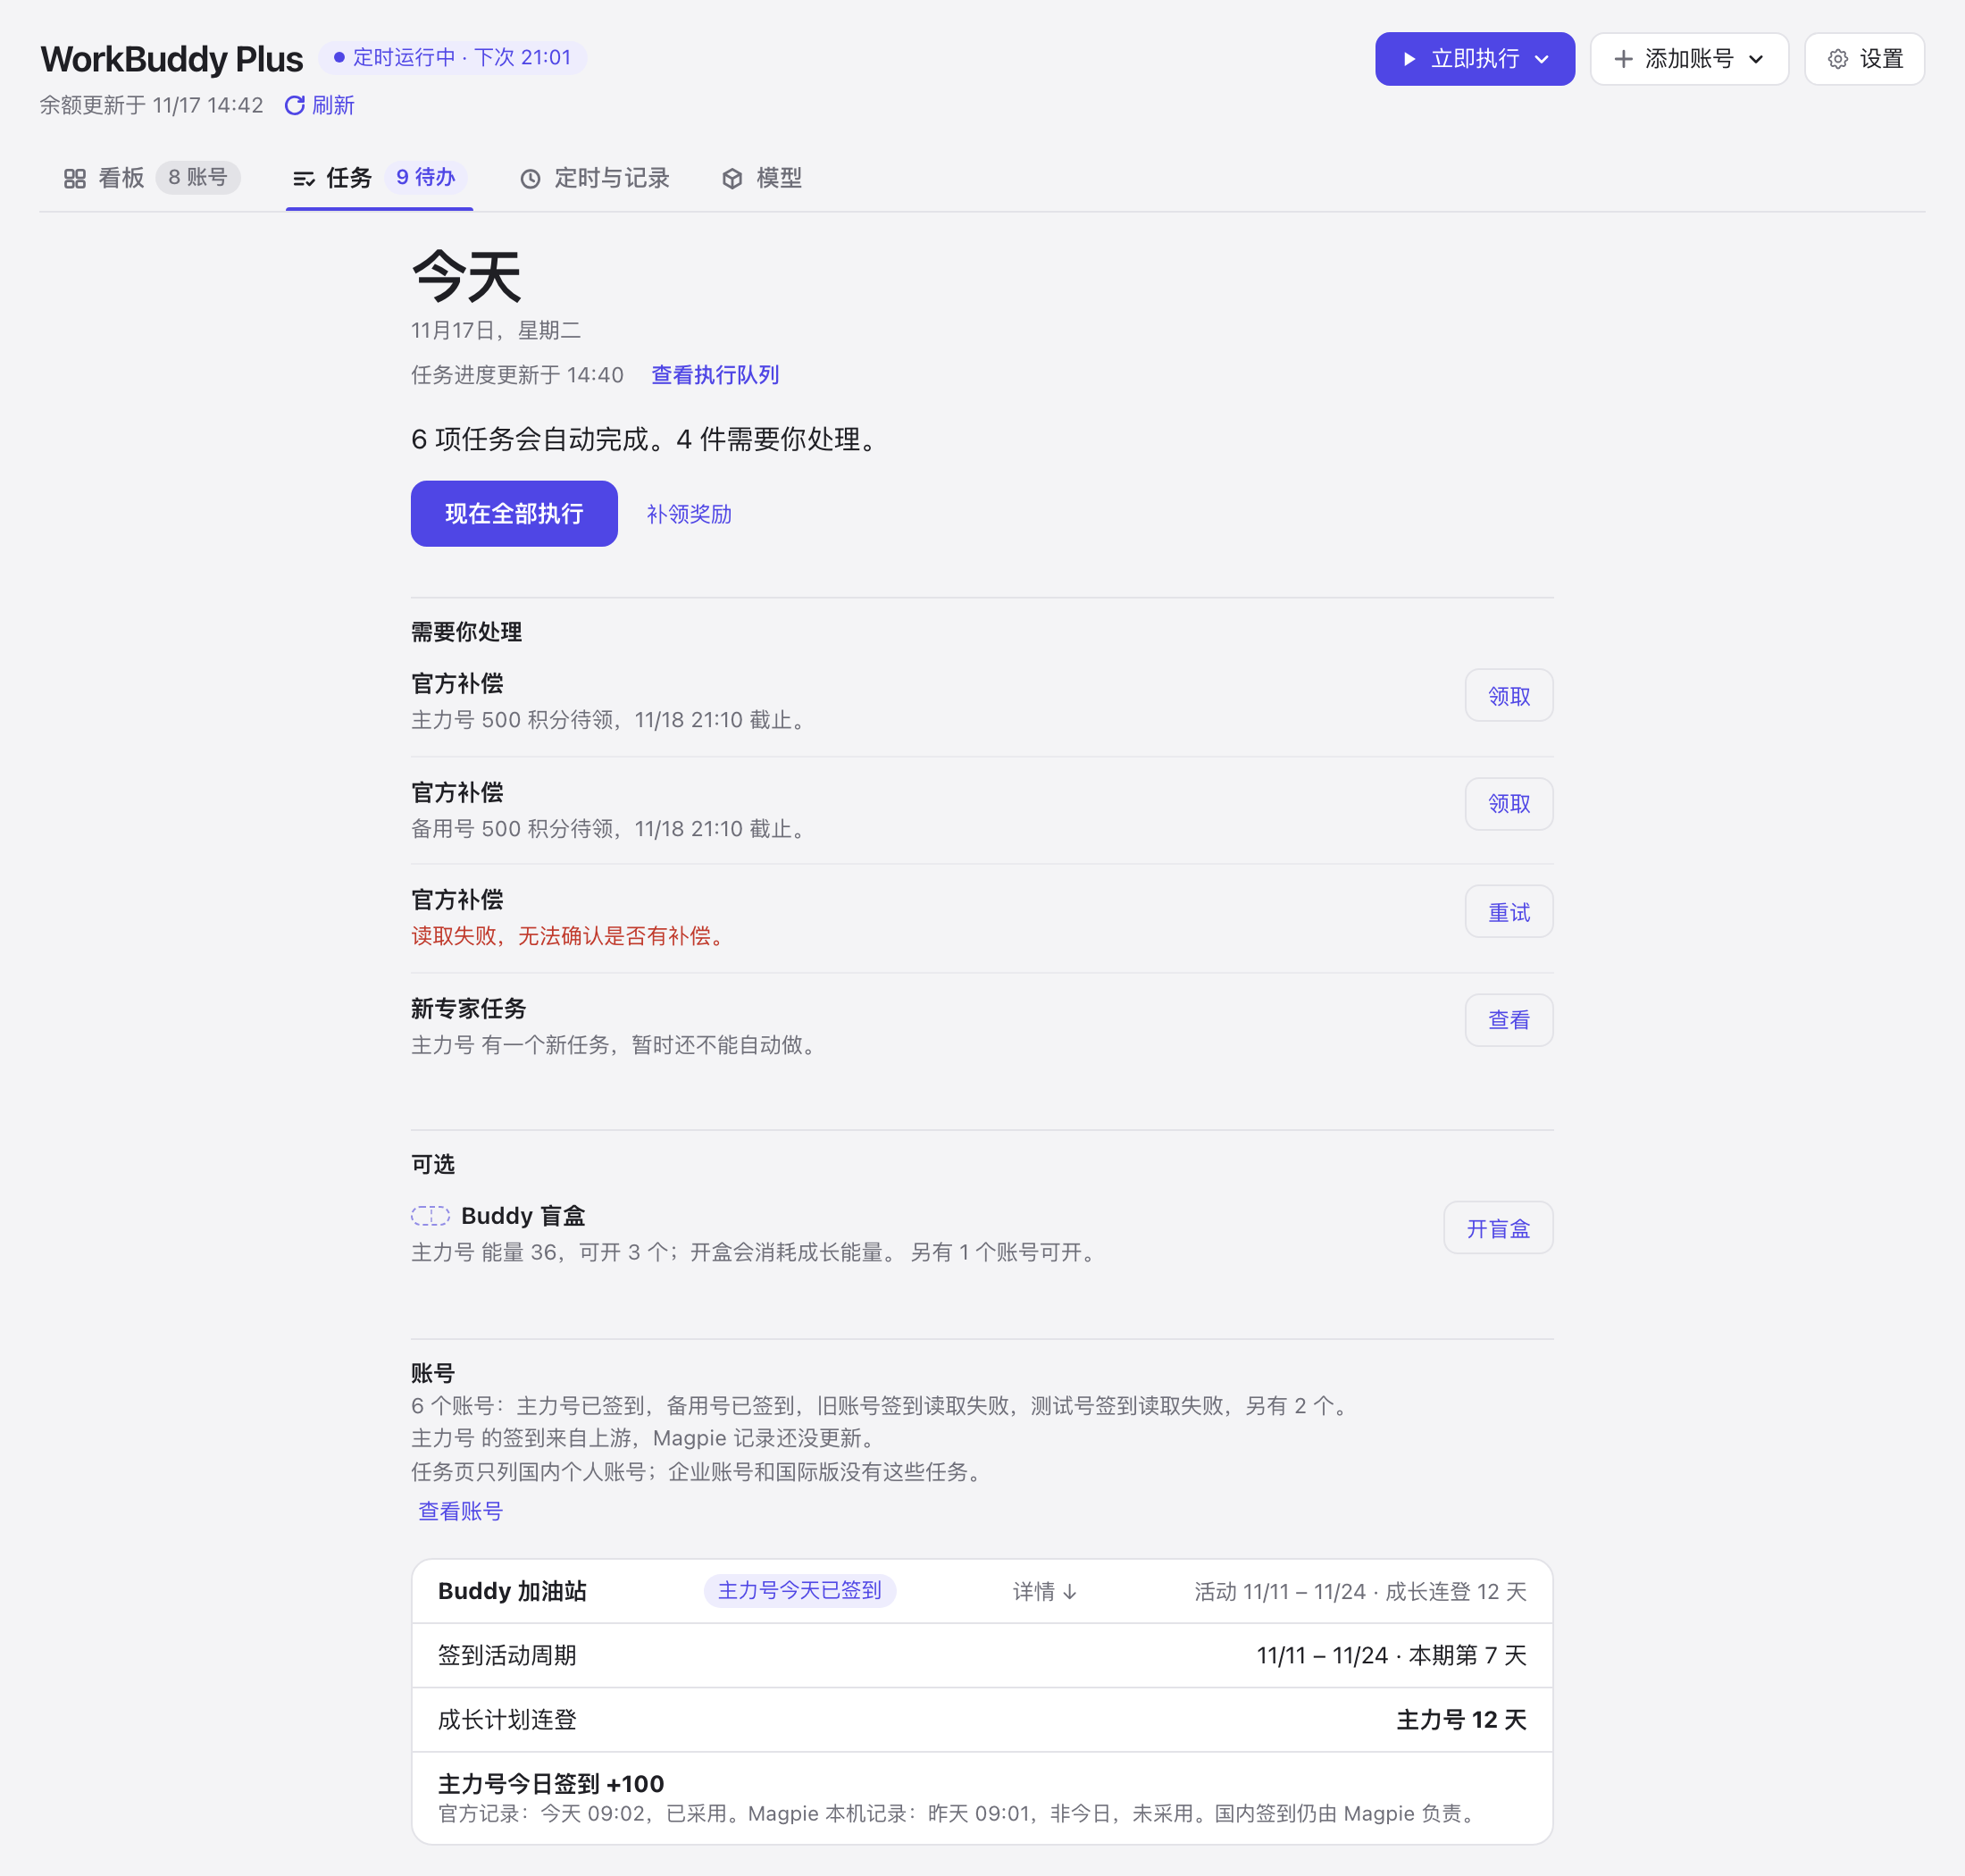 WorkBuddy Plus
定时运行中 · 下次 21:01
立即执行
添加账号
设置
余额更新于 11/17 14:42 刷新
看板 8 账号
任务 9 待办
定时与记录
模型
今天
11月17日，星期二
任务进度更新于 14:40 查看执行队列
6 项任务会自动完成。4 件需要你处理。
现在全部执行 补领奖励
需要你处理
官方补偿
主力号 500 积分待领，11/18 21:10 截止。
领取
官方补偿
备用号 500 积分待领，11/18 21:10 截止。
领取
官方补偿
读取失败，无法确认是否有补偿。
重试
新专家任务
主力号 有一个新任务，暂时还不能自动做。
查看
可选
Buddy 盲盒
主力号 能量 36，可开 3 个；开盒会消耗成长能量。 另有 1 个账号可开。
开盲盒
账号
6 个账号：主力号已签到，备用号已签到，旧账号签到读取失败，测试号签到读取失败，另有 2 个。
主力号 的签到来自上游，Magpie 记录还没更新。
任务页只列国内个人账号；企业账号和国际版没有这些任务。
查看账号
Buddy 加油站 主力号今天已签到 详情 ↓ 活动 11/11 – 11/24 · 成长连登 12 天
签到活动周期 11/11 – 11/24 · 本期第 7 天
成长计划连登 主力号 12 天
主力号今日签到 +100
官方记录：今天 09:02，已采用。Magpie 本机记录：昨天 09:01，非今日，未采用。国内签到仍由 Magpie 负责。